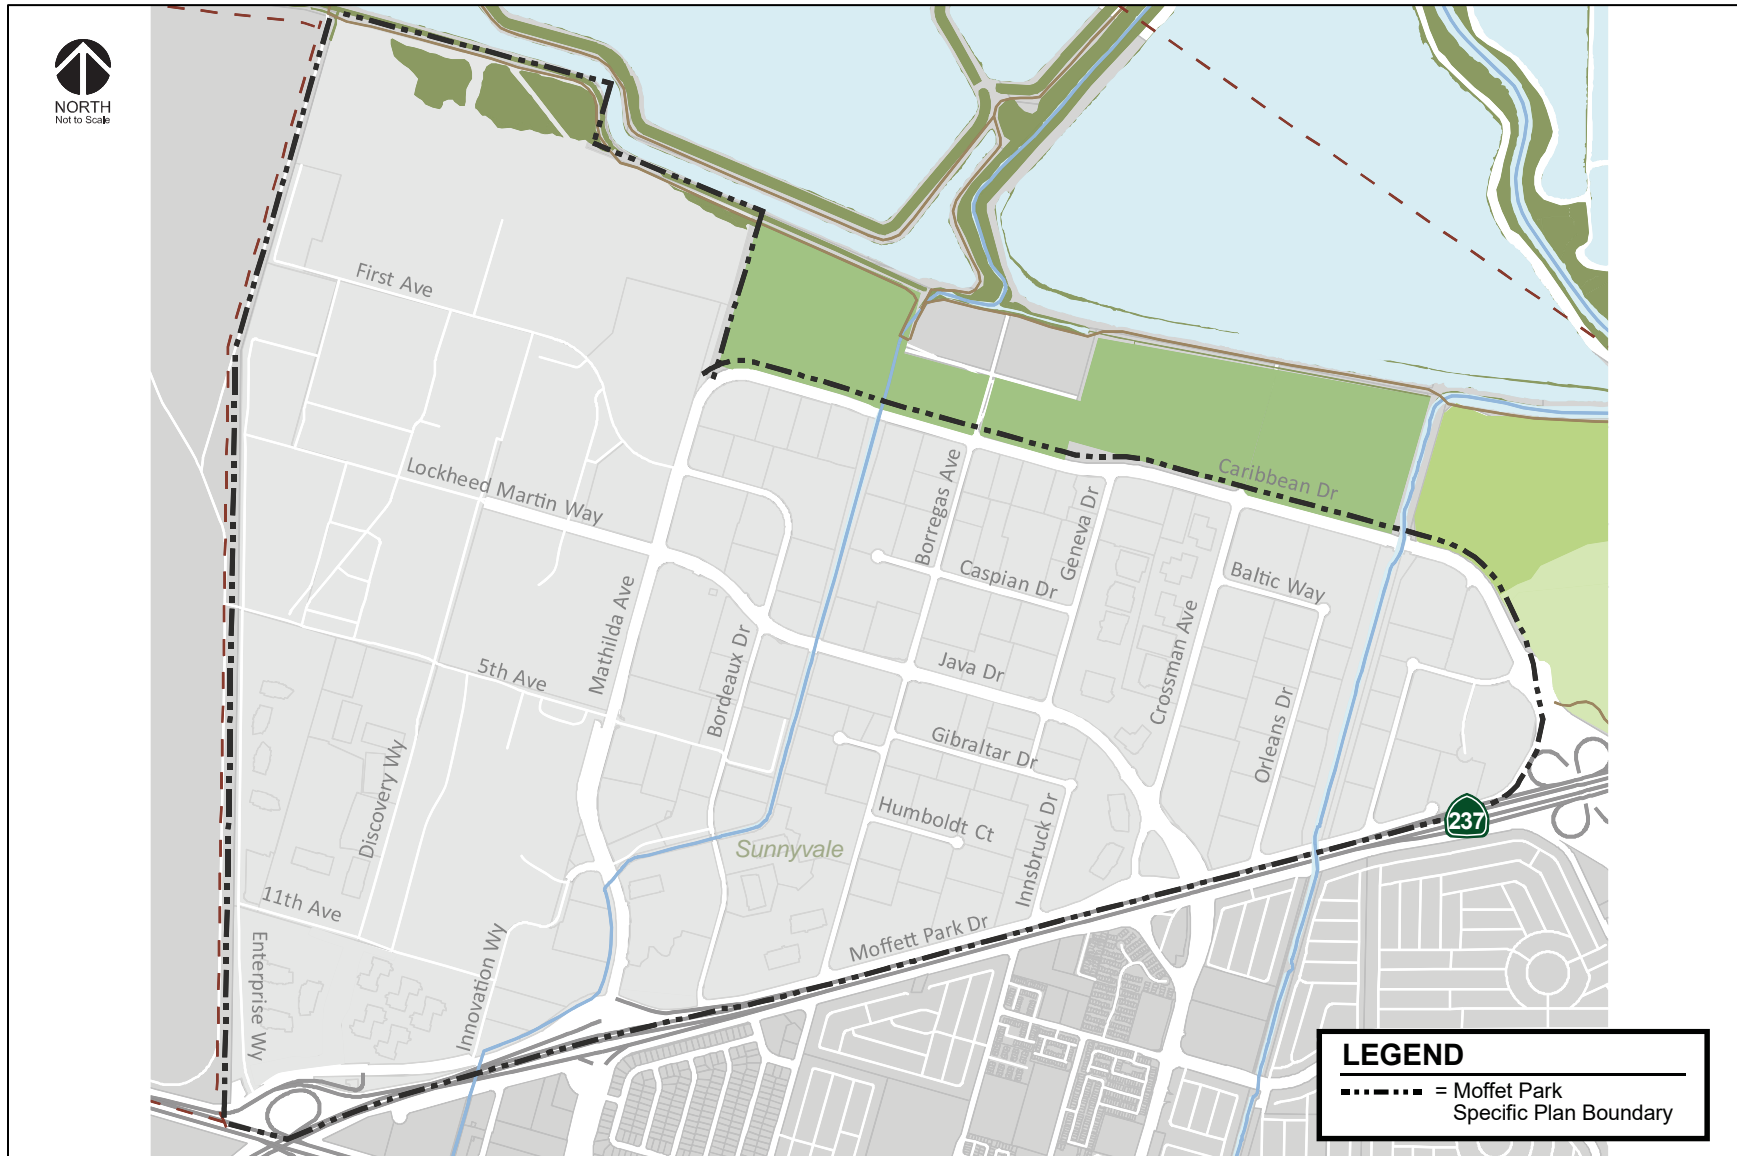 NORTH
Not to Scale
First Ave
Lockheed Martin Way
Caribbean Dr
Borregas Ave
Geneva Dr
Caspian Dr
Baltic Way
Mathilda Ave
Crossman Ave
Bordeaux Dr
5th Ave
Java Dr
Orleans Dr
Gibraltar Dr
Discovery Wy
Humboldt Ct
Innsbruck Dr
237
Sunnyvale
11th Ave
Moffett Park Dr
Enterprise Wy
Innovation Wy
LEGEND
= Moffet Park
Specific Plan Boundary